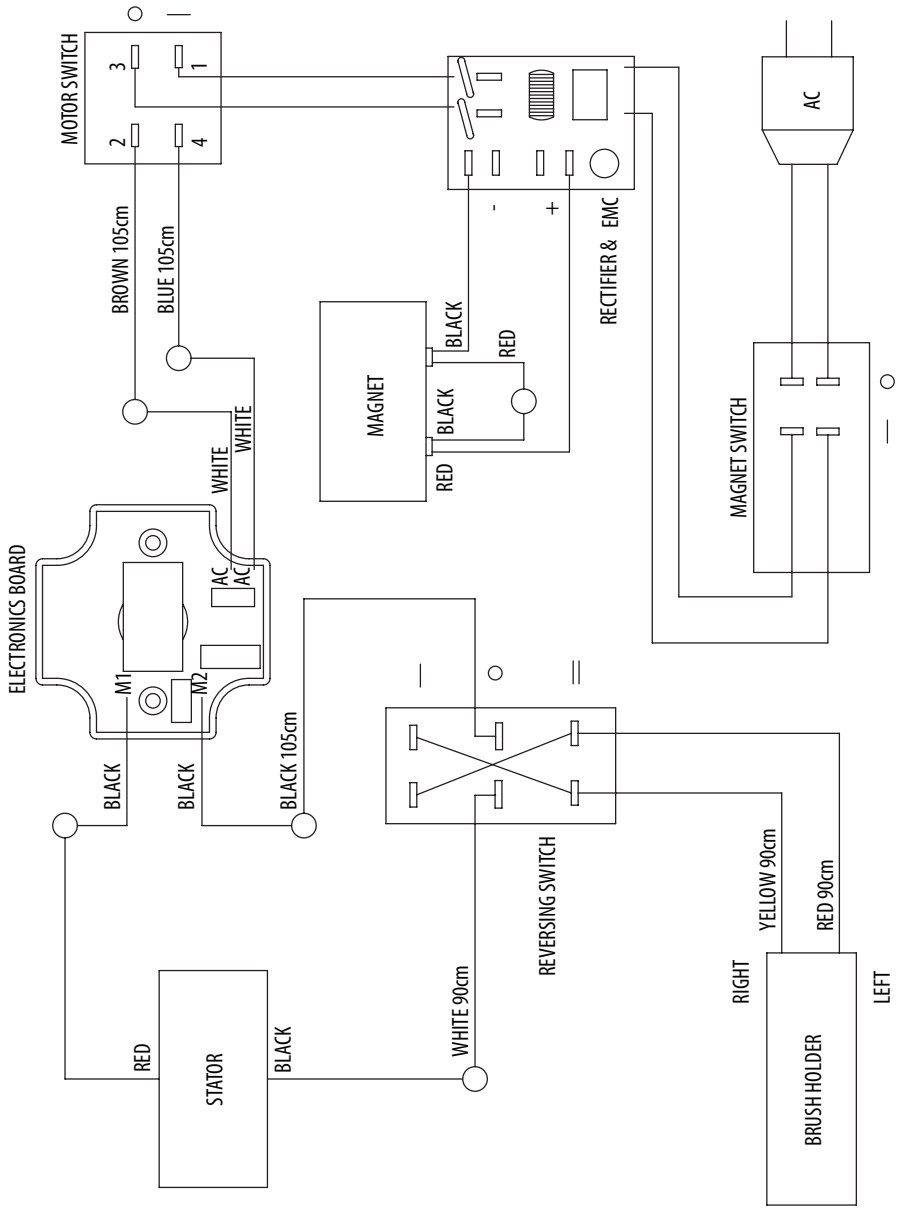 MOTOR SWITCH
3
1
2
4
BROWN 105cm
BLUE 105cm
WHITE
WHITE
ELECTRONICS BOARD
M1
M2
AC
AC
BLACK
BLACK
BLACK 105cm
RED
STATOR
BLACK
WHITE 90cm
MAGNET
BLACK
RED
BLACK
RED
-
+
RECTIFIER & EMC
AC
MAGNET SWITCH
| O
| O ||
REVERSING SWITCH
YELLOW 90cm
RED 90cm
RIGHT
LEFT
BRUSH HOLDER
O |